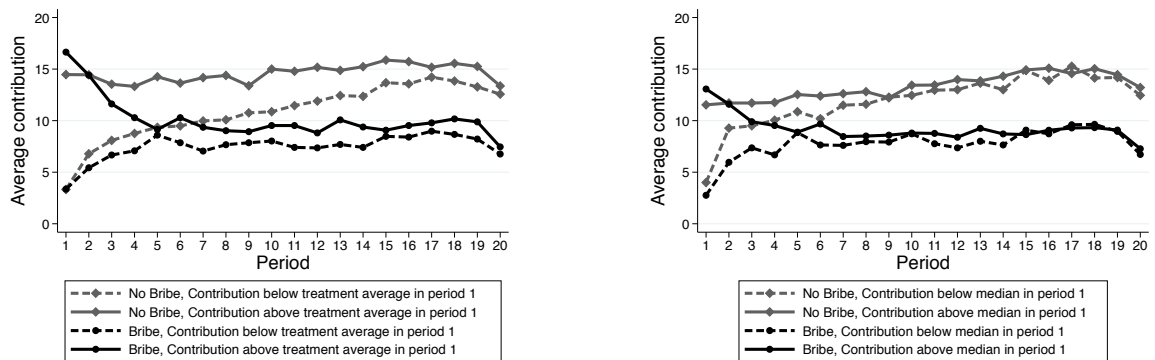 Average contribution
20
15
10
5
0
1 2 3 4 5 6 7 8 9 10 11 12 13 14 15 16 17 18 19 20
Period
No Bribe, Contribution below treatment average in period 1
No Bribe, Contribution above treatment average in period 1
Bribe, Contribution below treatment average in period 1
Bribe, Contribution above treatment average in period 1
Average contribution
20
15
10
5
0
1 2 3 4 5 6 7 8 9 10 11 12 13 14 15 16 17 18 19 20
Period
No Bribe, Contribution below median in period 1
No Bribe, Contribution above median in period 1
Bribe, Contribution below median in period 1
Bribe, Contribution above median in period 1